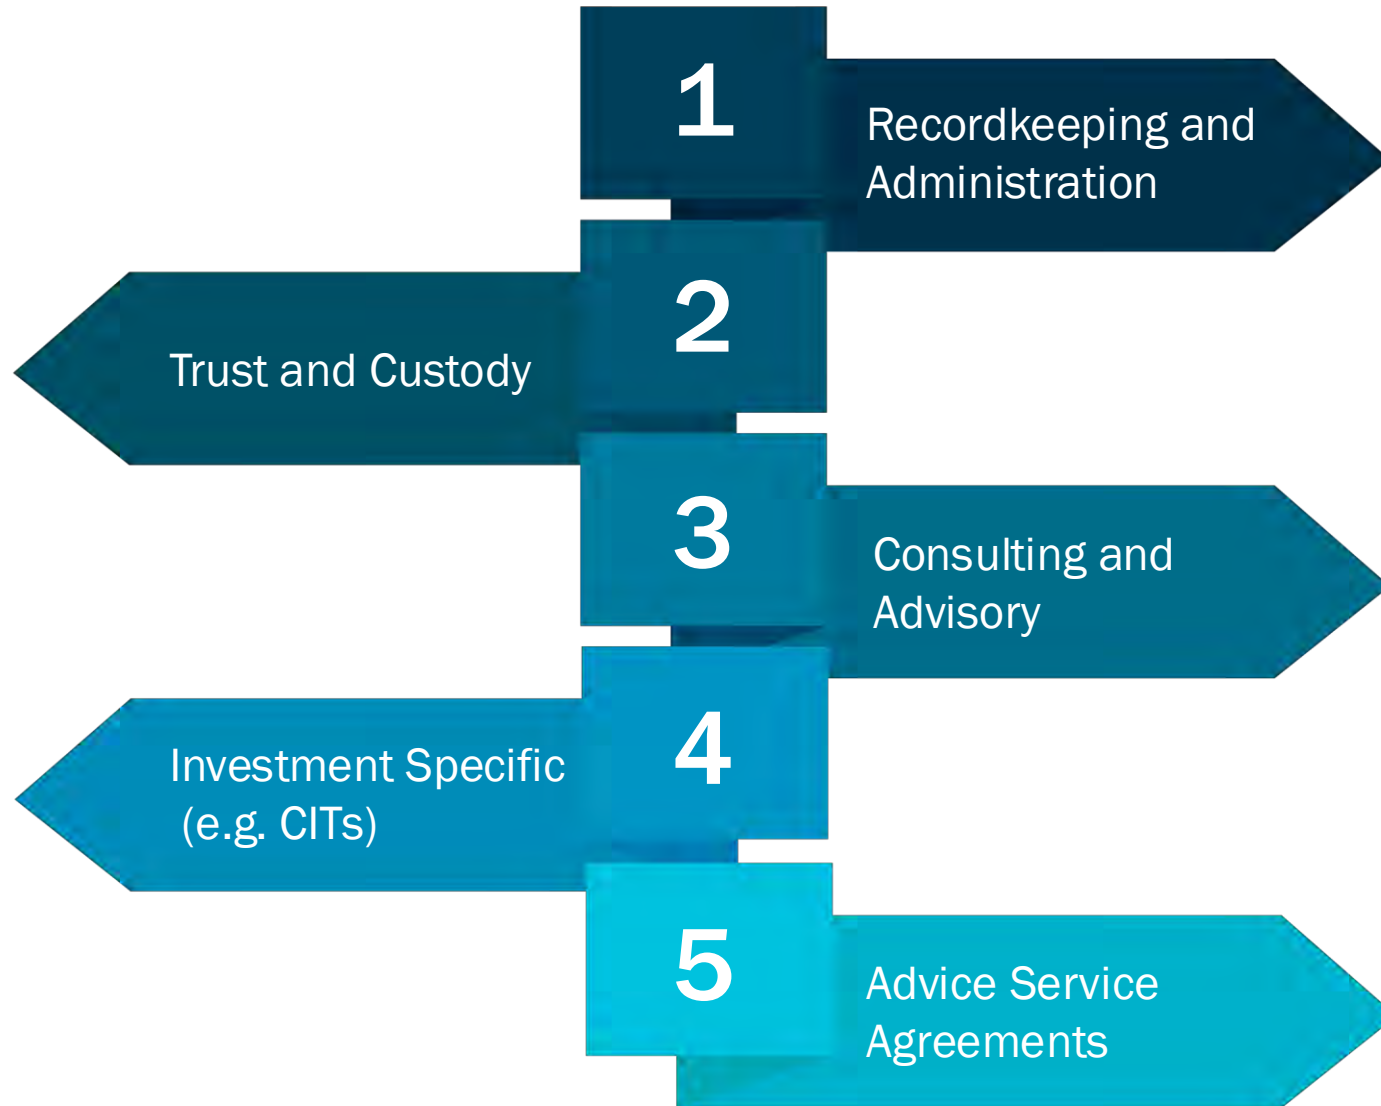 1
Recordkeeping and
Administration
2
Trust and Custody
3
Consulting and
Advisory
4
Investment Specific
(e.g. CITs)
5
Advice Service
Agreements